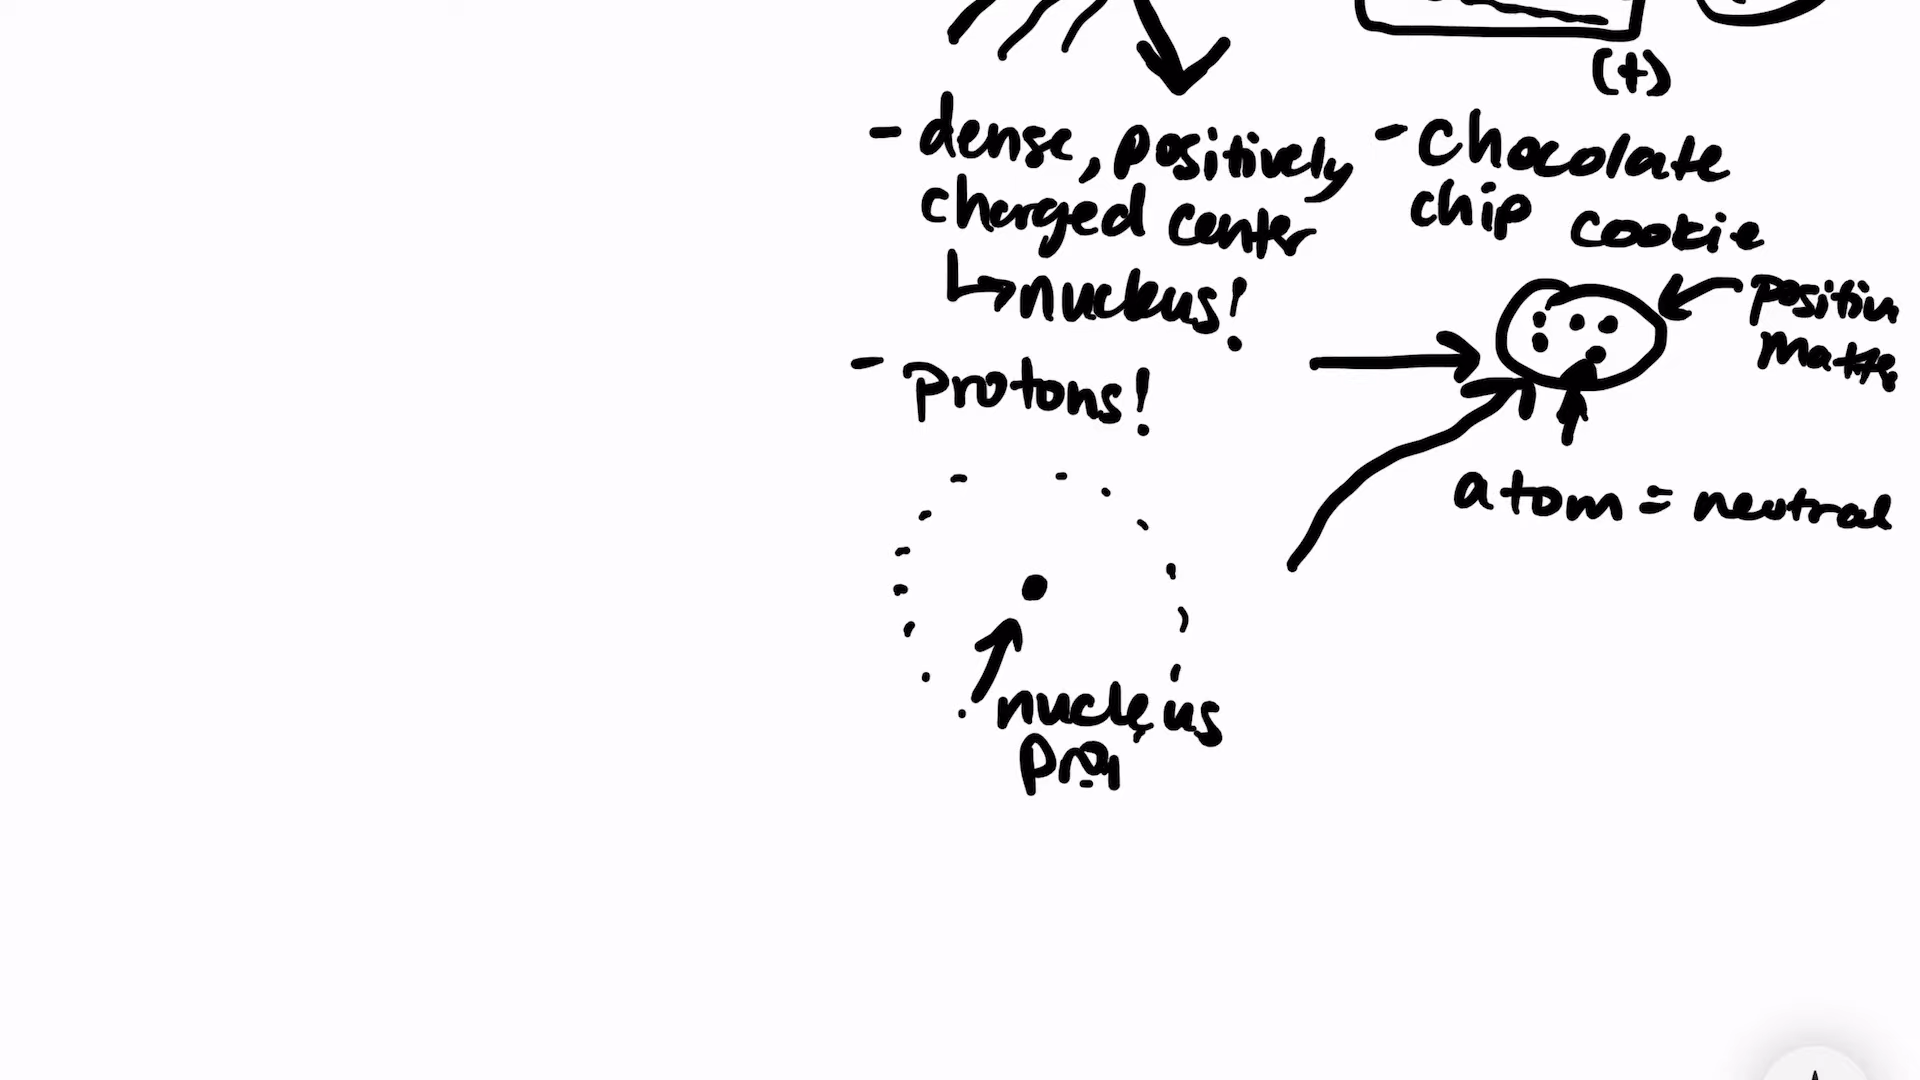 (+)
- dense, positively
charged center
↳ nucleus!
- protons!
nucleus
- chocolate
chip cookie
atom = neutral